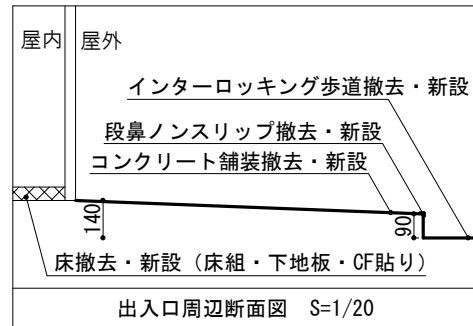 屋内
屋外
インターロッキング歩道撤去・新設
段鼻ノンスリップ撤去・新設
コンクリート舗装撤去・新設
140
90
床撤去・新設（床組・下地板・CF貼り）
出入口周辺断面図 S=1/20